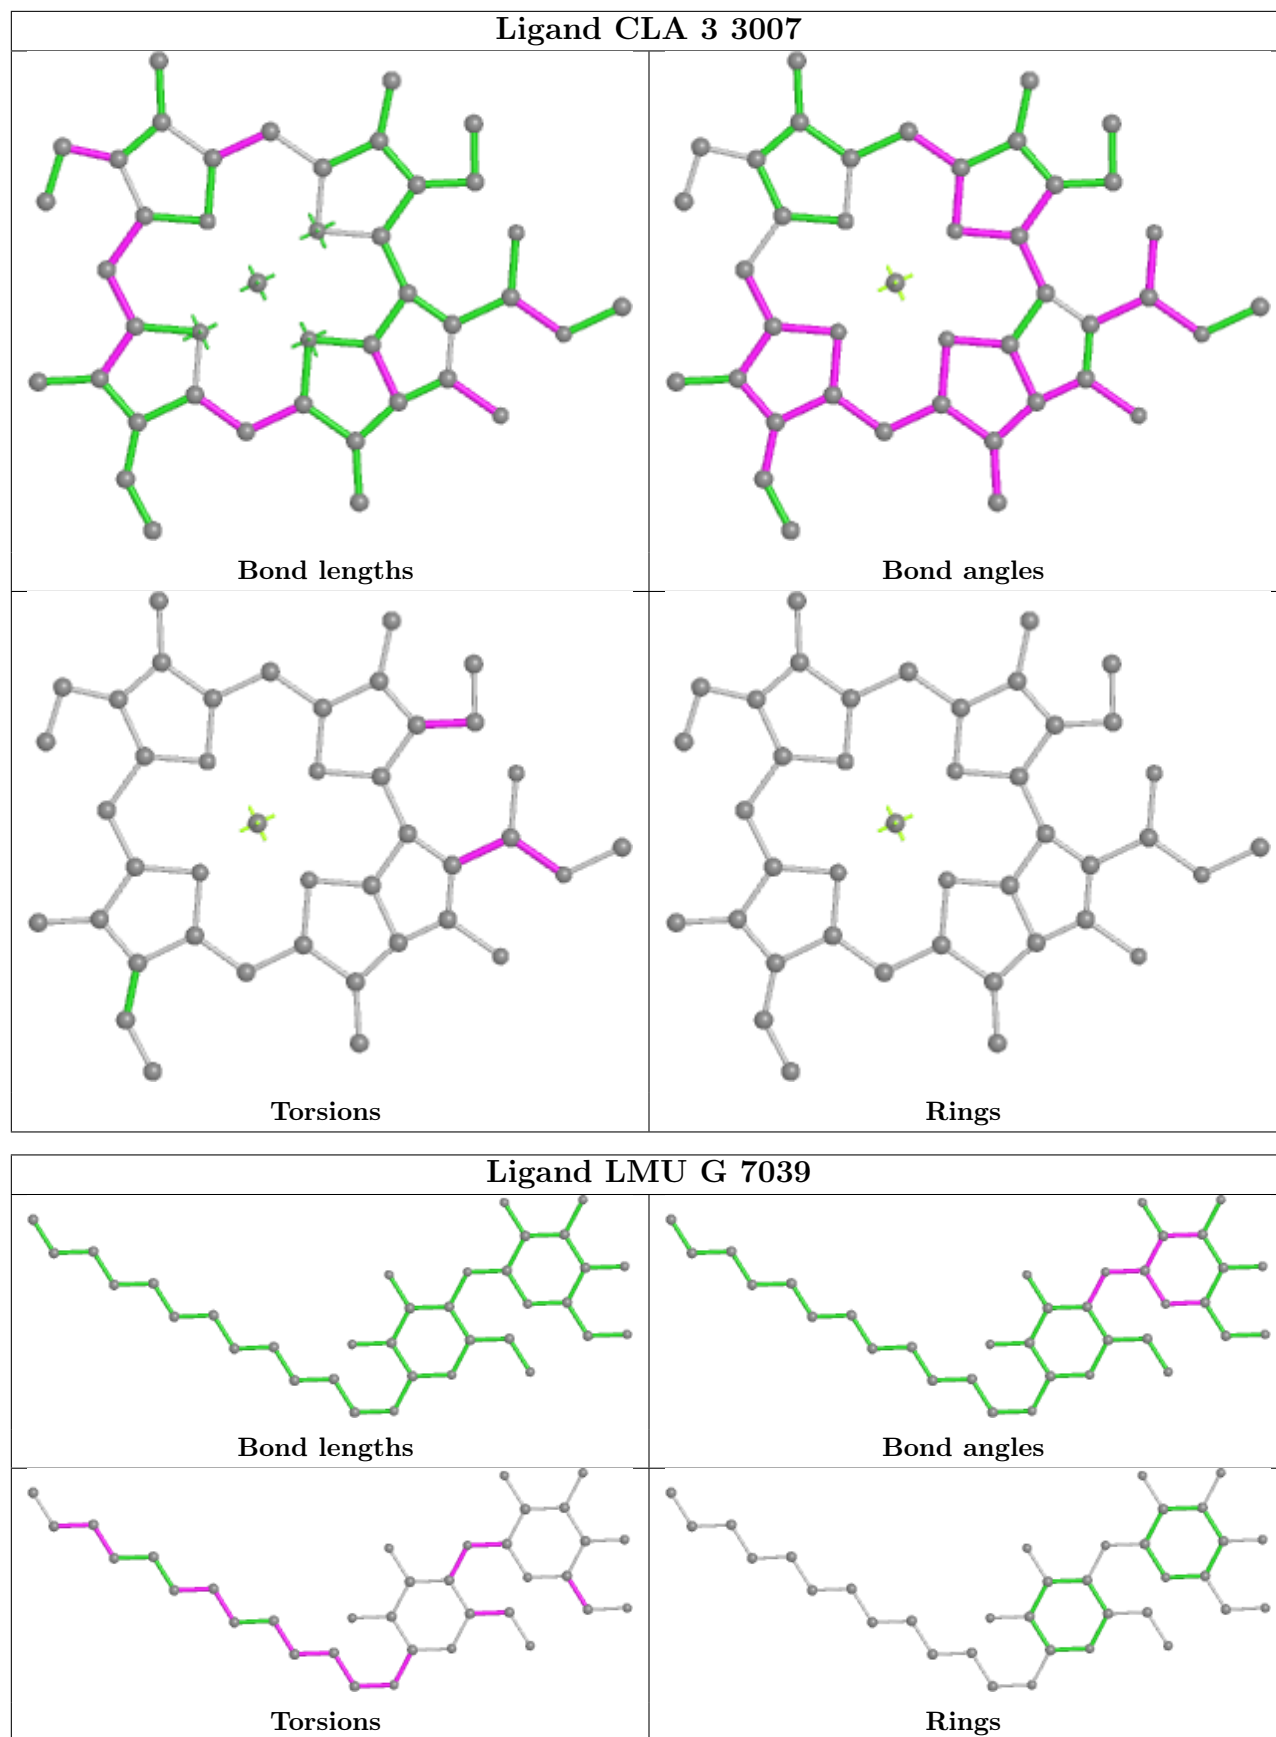 Ligand CLA 3 3007
Bond lengths
Bond angles
Torsions
Rings
Ligand LMU G 7039
Bond lengths
Bond angles
Torsions
Rings